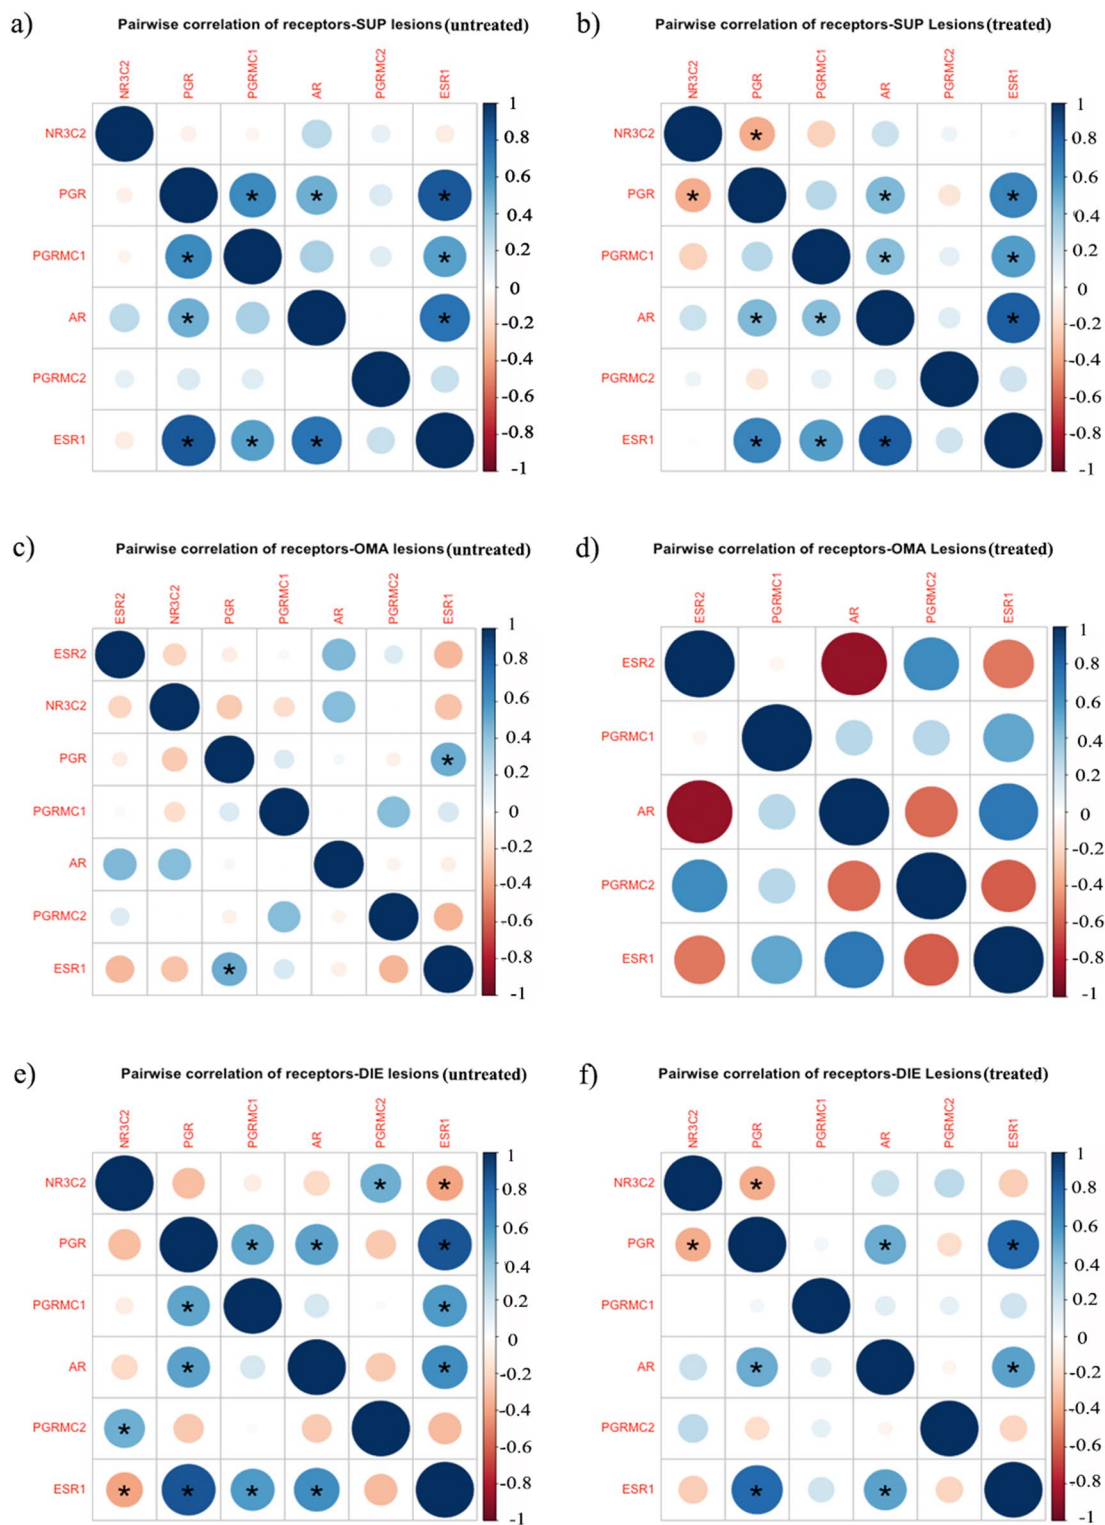 a) Pairwise correlation of receptors-SUP lesions (untreated)
NR3C2 PGR PGRMC1 AR PGRMC2 ESR1
NR3C2
PGR * * *
PGRMC1 * *
AR * *
PGRMC2
ESR1 * * *
1
0.8
0.6
0.4
0.2
0
-0.2
-0.4
-0.6
-0.8
-1
b) Pairwise correlation of receptors-SUP Lesions (treated)
NR3C2 PGR PGRMC1 AR PGRMC2 ESR1
NR3C2 *
PGR * * *
PGRMC1 * *
AR * * *
PGRMC2
ESR1 * * *
1
0.8
0.6
0.4
0.2
0
-0.2
-0.4
-0.6
-0.8
-1
c) Pairwise correlation of receptors-OMA lesions (untreated)
ESR2 NR3C2 PGR PGRMC1 AR PGRMC2 ESR1
ESR2
NR3C2
PGR *
PGRMC1
AR
PGRMC2
ESR1 *
1
0.8
0.6
0.4
0.2
0
-0.2
-0.4
-0.6
-0.8
-1
d) Pairwise correlation of receptors-OMA Lesions (treated)
ESR2 PGRMC1 AR PGRMC2 ESR1
ESR2
PGRMC1
AR
PGRMC2
ESR1
1
0.8
0.6
0.4
0.2
0
-0.2
-0.4
-0.6
-0.8
-1
e) Pairwise correlation of receptors-DIE lesions (untreated)
NR3C2 PGR PGRMC1 AR PGRMC2 ESR1
NR3C2 * *
PGR * * *
PGRMC1 * *
AR * *
PGRMC2 *
ESR1 * * * *
1
0.8
0.6
0.4
0.2
0
-0.2
-0.4
-0.6
-0.8
-1
f) Pairwise correlation of receptors-DIE Lesions (treated)
NR3C2 PGR PGRMC1 AR PGRMC2 ESR1
NR3C2 *
PGR * * *
PGRMC1
AR * *
PGRMC2
ESR1 * *
1
0.8
0.6
0.4
0.2
0
-0.2
-0.4
-0.6
-0.8
-1